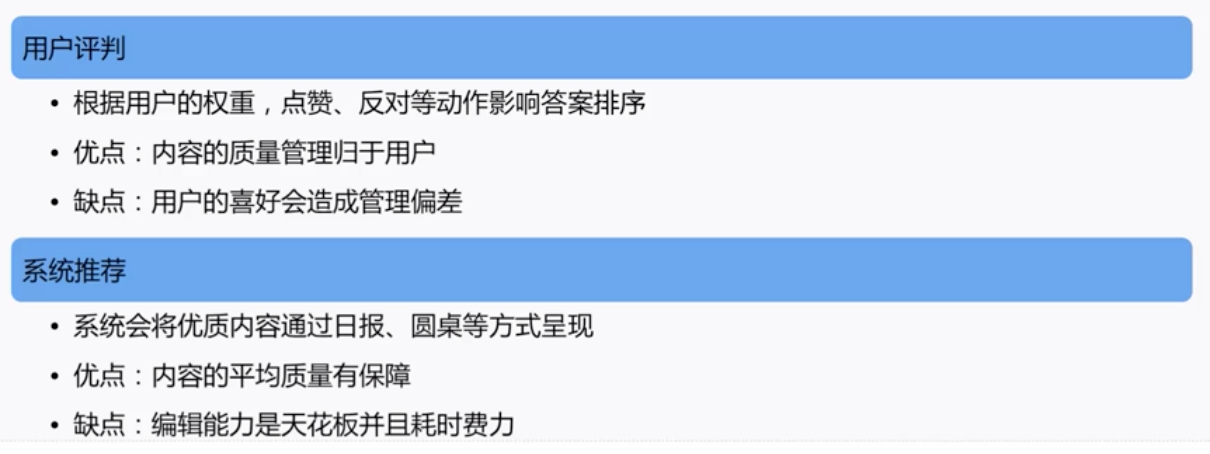 用户评判
• 根据用户的权重，点赞、反对等动作影响答案排序
• 优点：内容的质量管理归于用户
• 缺点：用户的喜好会造成管理偏差
系统推荐
• 系统会将优质内容通过日报、圆桌等方式呈现
• 优点：内容的平均质量有保障
• 缺点：编辑能力是天花板并且耗时费力